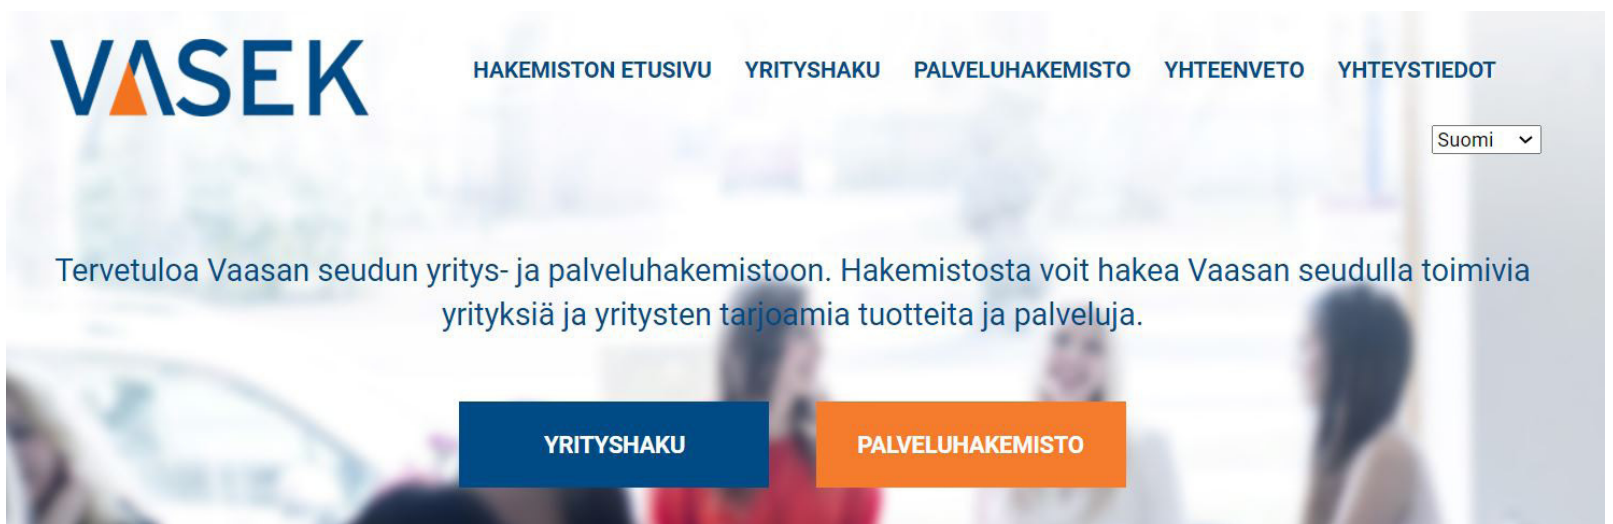 VASEK
HAKEMISTON ETUSIVU YRITYSHAKU PALVELUHAKEMISTO YHTEENVETO YHTEYSTIEDOT
Suomi
Tervetuloa Vaasan seudun yritys- ja palveluhakemistoon. Hakemistosta voit hakea Vaasan seudulla toimivia
yrityksiä ja yritysten tarjoamia tuotteita ja palveluja.
YRITYSHAKU PALVELUHAKEMISTO